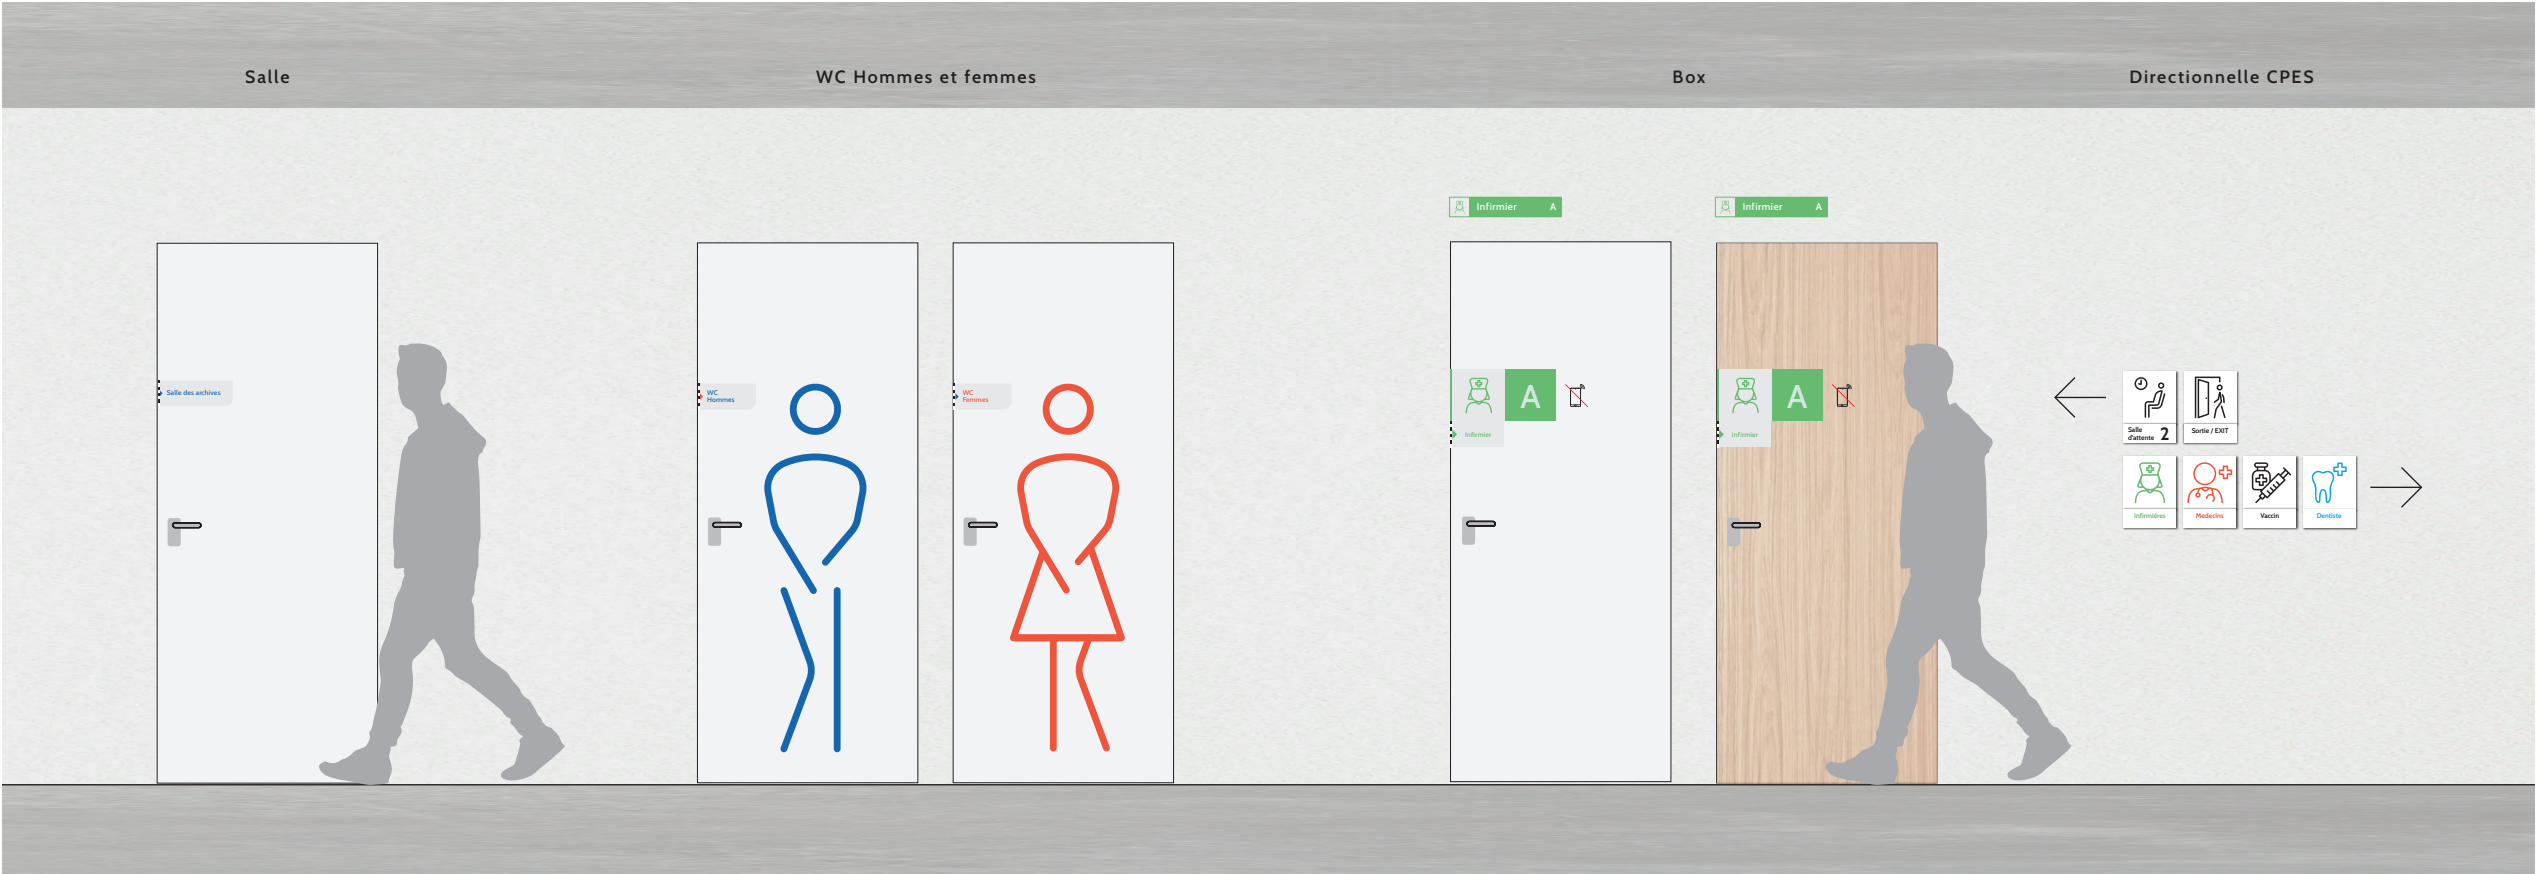 Salle
WC Hommes et femmes
Box
Directionnelle CPES
Infirmier A
Infirmier A
Salle des archives
WC
Hommes
WC
Femmes
A
Infirmier
A
Infirmier
Salle
d'attente 2
Sortie / EXIT
Infirmières
Medecins
Vaccin
Dentiste